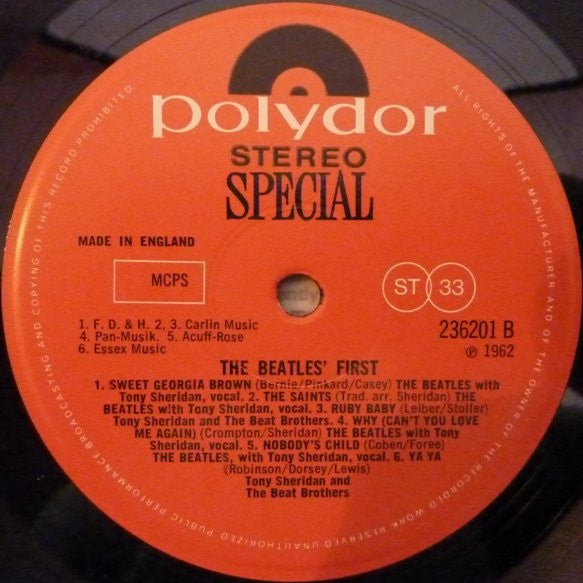 polydor
STEREO
SPECIAL
MADE IN ENGLAND
MCPS
ST 33
1. F. D. & H. 2, 3. Carlin Music
4. Pan-Musik. 5. Acuff-Rose
6. Essex Music
236201 B
℗ 1962
THE BEATLES' FIRST
1. SWEET GEORGIA BROWN (Bernie/Pinkard/Casey) THE BEATLES with
Tony Sheridan, vocal. 2. THE SAINTS (Trad. arr. Sheridan) THE
BEATLES with Tony Sheridan, vocal. 3. RUBY BABY (Leiber/Stoller)
Tony Sheridan and The Beat Brothers. 4. WHY (CAN'T YOU LOVE
ME AGAIN) (Crompton/Sheridan) THE BEATLES with Tony
Sheridan, vocal. 5. NOBODY'S CHILD (Coben/Foree)
THE BEATLES, with Tony Sheridan, vocal. 6. YA YA
(Robinson/Dorsey/Lewis)
Tony Sheridan and
The Beat Brothers
ALL RIGHTS OF THE MANUFACTURER AND OF THE OWNER OF THE RECORDED WORK RESERVED UNAUTHORIZED PUBLIC PERFORMANCE BROADCASTING AND COPYING OF THIS RECORD PROHIBITED.